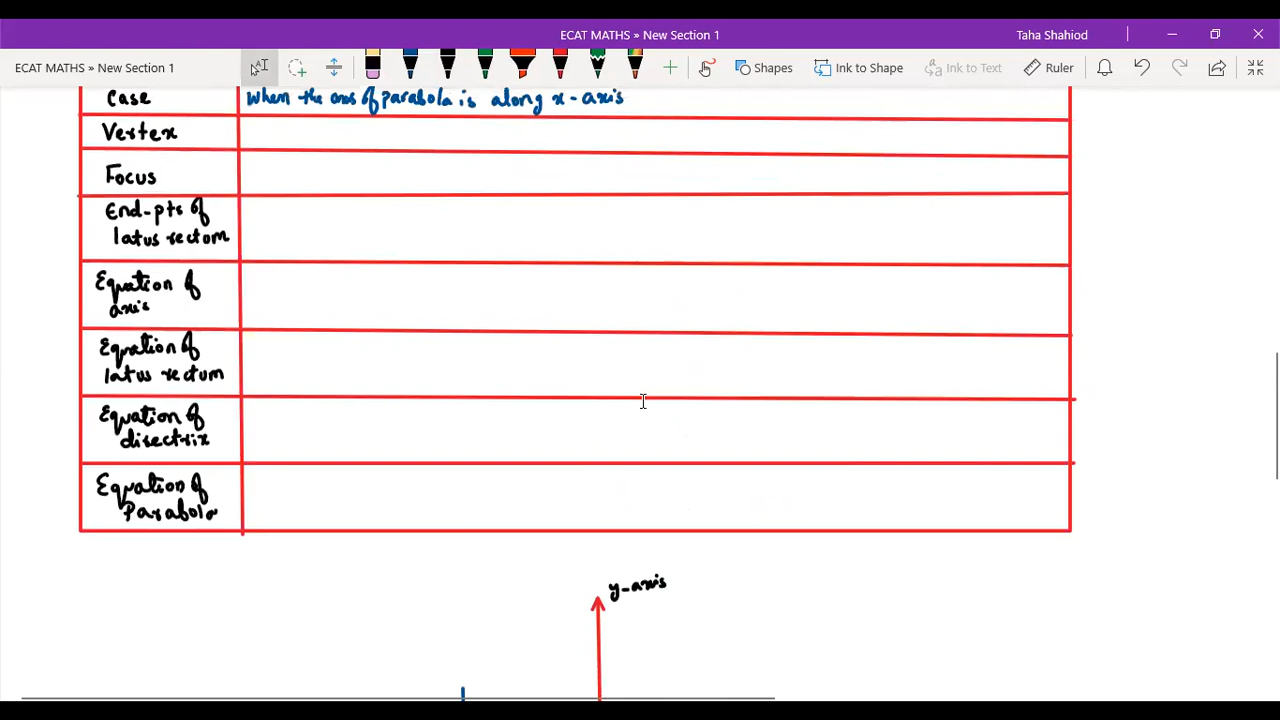 ECAT MATHS » New Section 1
Taha Shahiod
ECAT MATHS » New Section 1
Shapes
Ink to Shape
Ink to Text
Ruler
Case
When the axis of parabola is along x-axis
Vertex
Focus
End-pts of
latus rectum
Equation of
axis
Equation of
latus rectum
Equation of
directrix
Equation of
Parabola
y-axis